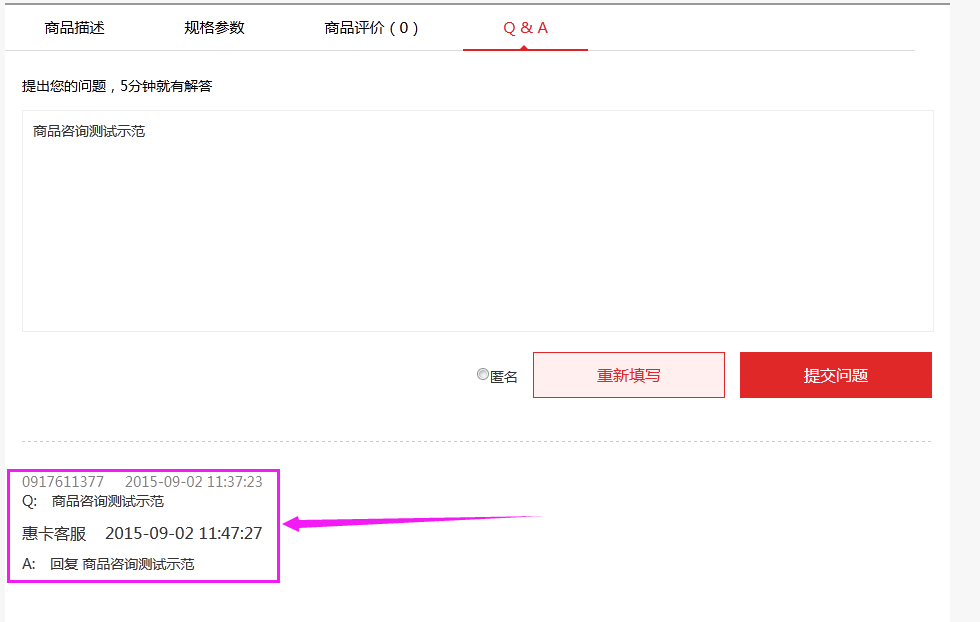 商品描述 规格参数 商品评价（0） Q & A
提出您的问题，5分钟就有解答
商品咨询测试示范
匿名 重新填写 提交问题
0917611377 2015-09-02 11:37:23
Q: 商品咨询测试示范
惠卡客服 2015-09-02 11:47:27
A: 回复 商品咨询测试示范